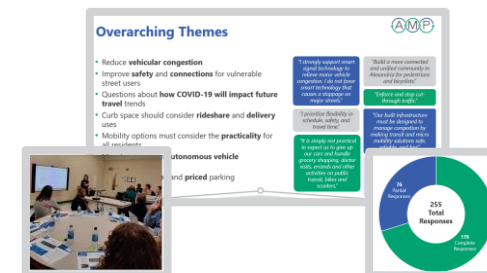 AMP
Overarching Themes
• Reduce vehicular congestion
• Improve safety and connections for vulnerable
street users
• Questions about how COVID-19 will impact future
travel trends
• Curb space should consider rideshare and delivery
uses
• Mobility options must consider the practicality for
all residents
autonomous vehicle
and priced parking
"I strongly support smart
signal technology to
relieve motor vehicle
congestion. I do not favor
smart technology that
causes a stoppage on
major streets."
"I prioritize flexibility in
schedule, safety and
travel time."
"It is simply not practical
to expect us to give up
our cars and handle
grocery shopping, doctor
visits, errands and other
activities on public
transit, bikes and
scooters."
"Build a more connected
and unified community in
Alexandria for pedestrians
and bicyclists."
"Enforce and stop cut-
through traffic."
"Our built infrastructure
must be designed to
manage congestion by
making transit and micro
mobility solutions safe,
reliable, and fast"
76
Partial
Responses
255
Total
Responses
179
Complete
Responses